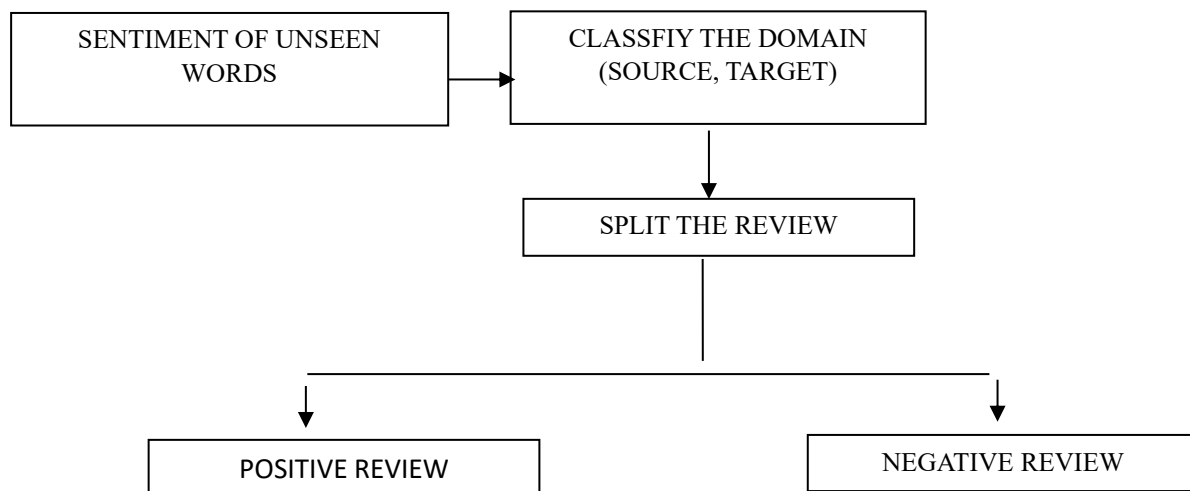 SENTIMENT OF UNSEEN
WORDS
CLASSFIY THE DOMAIN
(SOURCE, TARGET)
SPLIT THE REVIEW
POSITIVE REVIEW
NEGATIVE REVIEW